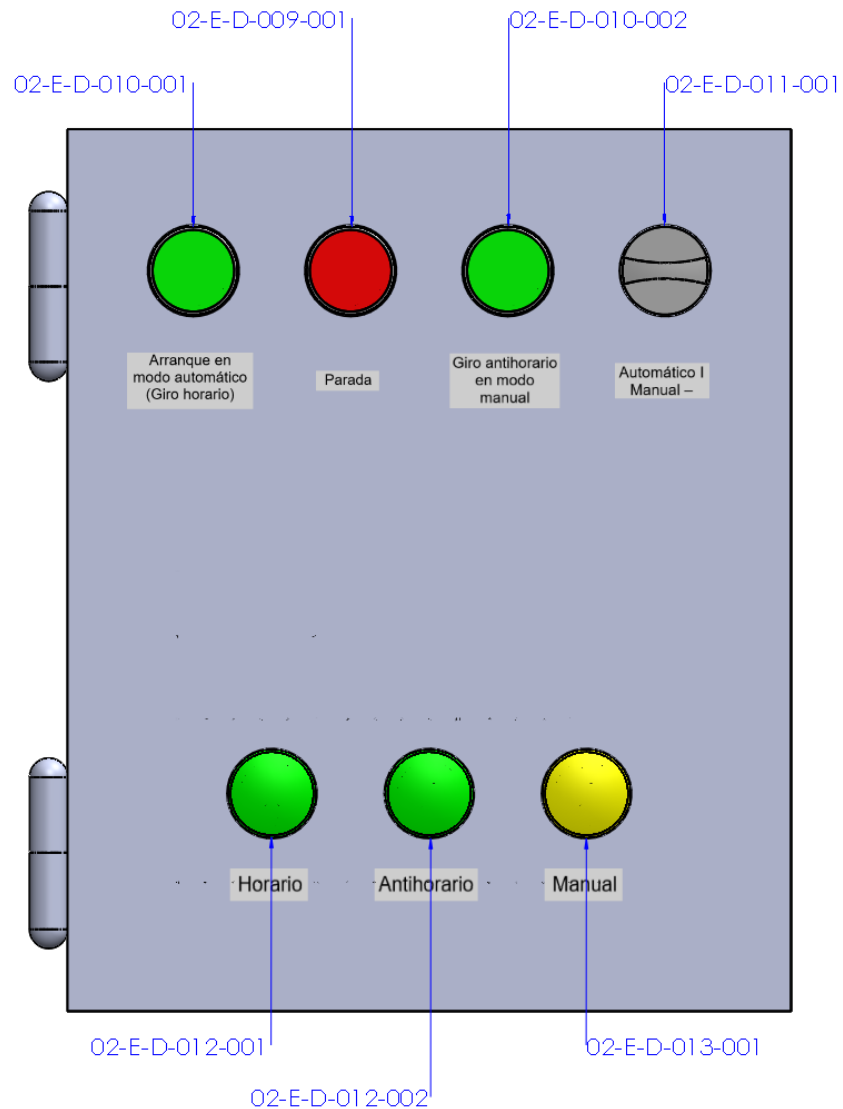 02-E-D-009-001
02-E-D-010-002
02-E-D-010-001
02-E-D-011-001
Arranque en
modo automático
(Giro horario)
Parada
Giro antihorario
en modo
manual
Automático I
Manual –
Horario
Antihorario
Manual
02-E-D-012-001
02-E-D-013-001
02-E-D-012-002